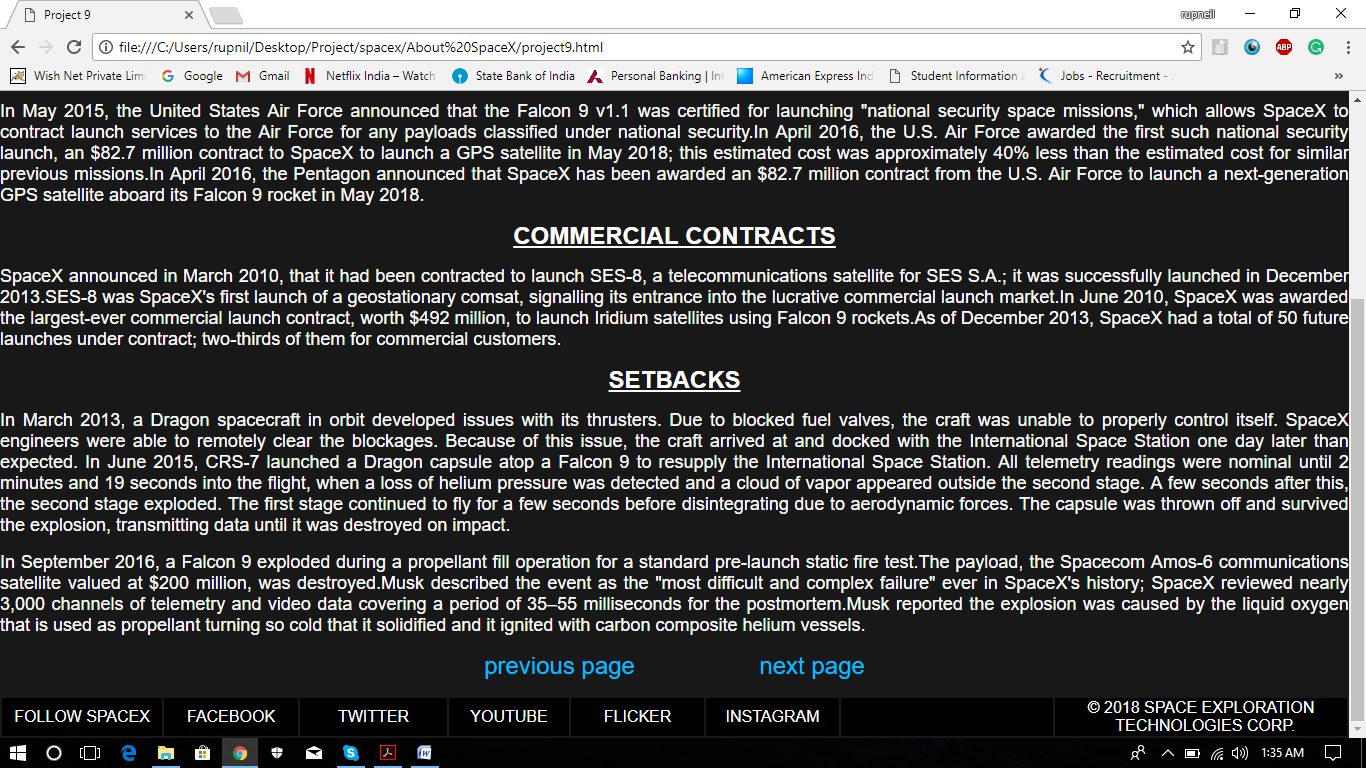 Project 9
rupneil
file:///C:/Users/rupnil/Desktop/Project/spacex/About%20SpaceX/project9.html
ABP
Wish Net Private Limi
Google
Gmail
Netflix India – Watch
State Bank of India
Personal Banking | Int
American Express Ind
Student Information
Jobs - Recruitment -
»
In May 2015, the United States Air Force announced that the Falcon 9 v1.1 was certified for launching "national security space missions," which allows SpaceX to
contract launch services to the Air Force for any payloads classified under national security.In April 2016, the U.S. Air Force awarded the first such national security
launch, an $82.7 million contract to SpaceX to launch a GPS satellite in May 2018; this estimated cost was approximately 40% less than the estimated cost for similar
previous missions.In April 2016, the Pentagon announced that SpaceX has been awarded an $82.7 million contract from the U.S. Air Force to launch a next-generation
GPS satellite aboard its Falcon 9 rocket in May 2018.
COMMERCIAL CONTRACTS
SpaceX announced in March 2010, that it had been contracted to launch SES-8, a telecommunications satellite for SES S.A.; it was successfully launched in December
2013.SES-8 was SpaceX's first launch of a geostationary comsat, signalling its entrance into the lucrative commercial launch market.In June 2010, SpaceX was awarded
the largest-ever commercial launch contract, worth $492 million, to launch Iridium satellites using Falcon 9 rockets.As of December 2013, SpaceX had a total of 50 future
launches under contract; two-thirds of them for commercial customers.
SETBACKS
In March 2013, a Dragon spacecraft in orbit developed issues with its thrusters. Due to blocked fuel valves, the craft was unable to properly control itself. SpaceX
engineers were able to remotely clear the blockages. Because of this issue, the craft arrived at and docked with the International Space Station one day later than
expected. In June 2015, CRS-7 launched a Dragon capsule atop a Falcon 9 to resupply the International Space Station. All telemetry readings were nominal until 2
minutes and 19 seconds into the flight, when a loss of helium pressure was detected and a cloud of vapor appeared outside the second stage. A few seconds after this,
the second stage exploded. The first stage continued to fly for a few seconds before disintegrating due to aerodynamic forces. The capsule was thrown off and survived
the explosion, transmitting data until it was destroyed on impact.
In September 2016, a Falcon 9 exploded during a propellant fill operation for a standard pre-launch static fire test.The payload, the Spacecom Amos-6 communications
satellite valued at $200 million, was destroyed.Musk described the event as the "most difficult and complex failure" ever in SpaceX's history; SpaceX reviewed nearly
3,000 channels of telemetry and video data covering a period of 35–55 milliseconds for the postmortem.Musk reported the explosion was caused by the liquid oxygen
that is used as propellant turning so cold that it solidified and it ignited with carbon composite helium vessels.
previous page next page
FOLLOW SPACEX FACEBOOK TWITTER YOUTUBE FLICKER INSTAGRAM
© 2018 SPACE EXPLORATION
TECHNOLOGIES CORP.
1:35 AM